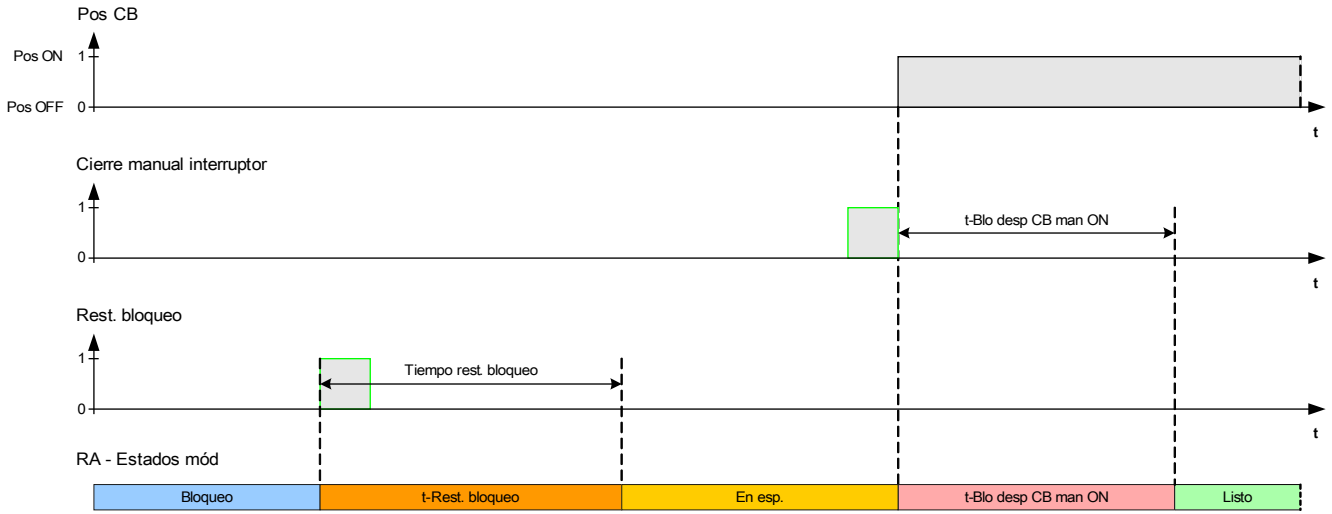 Pos CB
Pos ON 1
Pos OFF 0
t
Cierre manual interruptor
1
t-Blo desp CB man ON
0
t
Rest. bloqueo
1
Tiempo rest. bloqueo
0
t
RA - Estados mód
Bloqueo t-Rest. bloqueo En esp. t-Blo desp CB man ON Listo